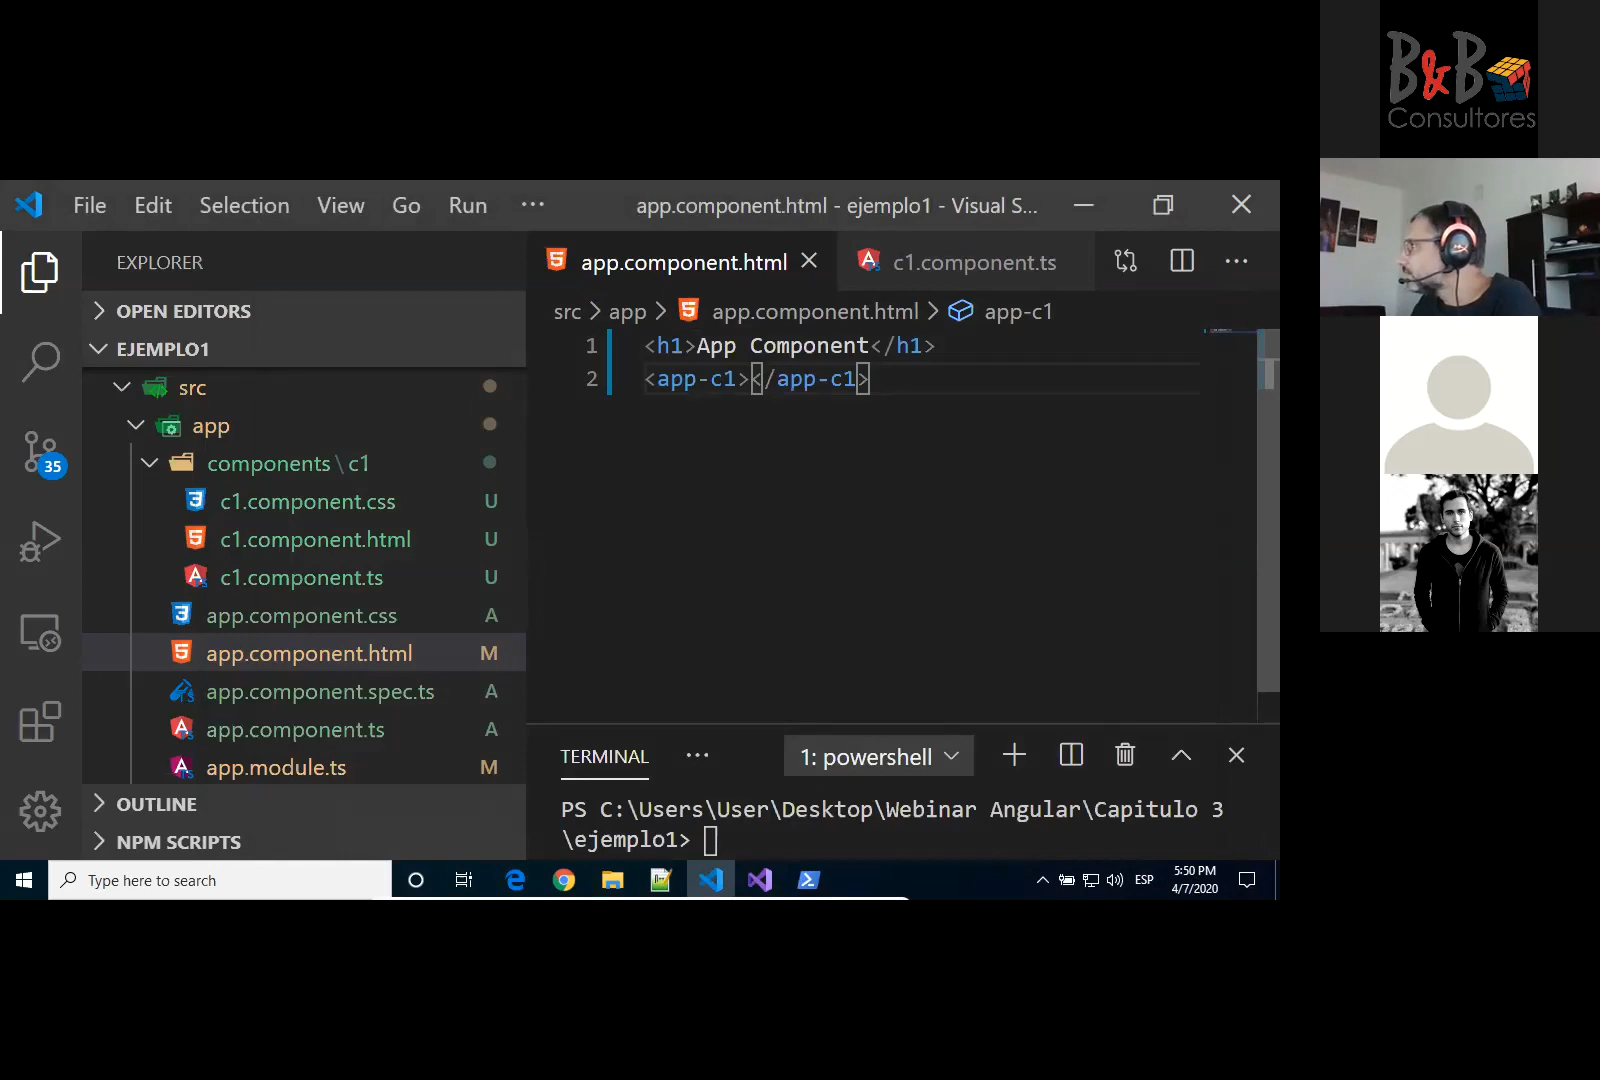 B&B
Consultores
File Edit Selection View Go Run ··· app.component.html - ejemplo1 - Visual S...
EXPLORER
OPEN EDITORS
EJEMPLO1
src
app
components\c1
c1.component.css U
c1.component.html U
c1.component.ts U
app.component.css A
app.component.html M
app.component.spec.ts A
app.component.ts A
app.module.ts M
OUTLINE
NPM SCRIPTS
35
app.component.html c1.component.ts
src > app > app.component.html > app-c1
1 <h1>App Component</h1>
2 <app-c1></app-c1>
TERMINAL ··· 1: powershell
PS C:\Users\User\Desktop\Webinar Angular\Capitulo 3
\ejemplo1>
Type here to search
ESP
5:50 PM
4/7/2020